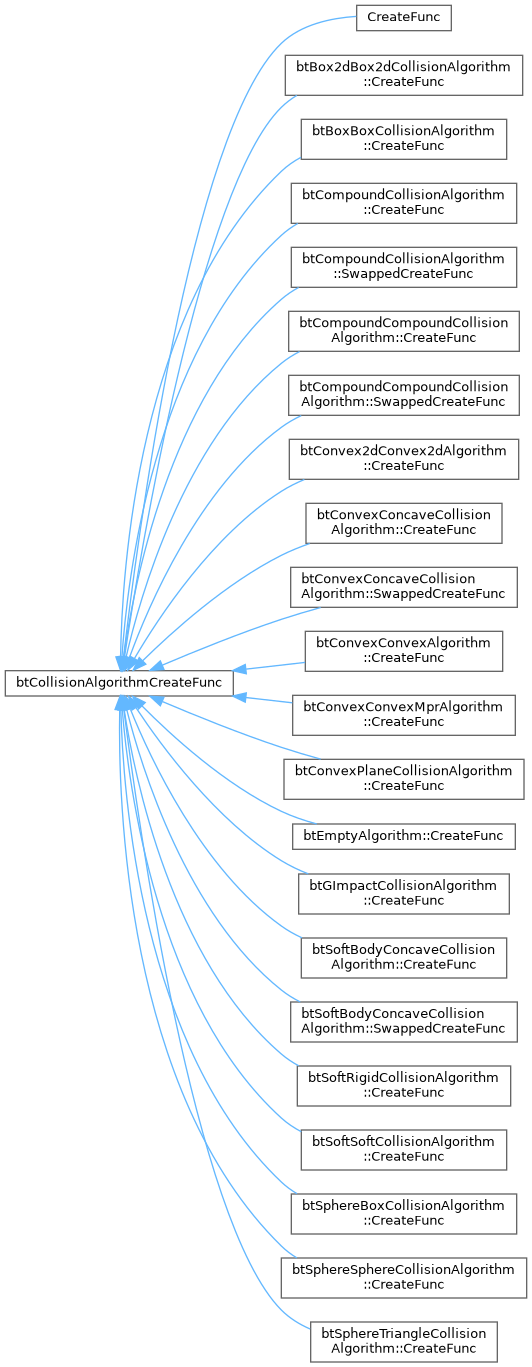 CreateFunc
btBox2dBox2dCollisionAlgorithm
::CreateFunc
btBoxBoxCollisionAlgorithm
::CreateFunc
btCompoundCollisionAlgorithm
::CreateFunc
btCompoundCollisionAlgorithm
::SwappedCreateFunc
btCompoundCompoundCollision
Algorithm::CreateFunc
btCompoundCompoundCollision
Algorithm::SwappedCreateFunc
btConvex2dConvex2dAlgorithm
::CreateFunc
btConvexConcaveCollision
Algorithm::CreateFunc
btConvexConcaveCollision
Algorithm::SwappedCreateFunc
btConvexConvexAlgorithm
::CreateFunc
btCollisionAlgorithmCreateFunc
btConvexConvexMprAlgorithm
::CreateFunc
btConvexPlaneCollisionAlgorithm
::CreateFunc
btEmptyAlgorithm::CreateFunc
btGImpactCollisionAlgorithm
::CreateFunc
btSoftBodyConcaveCollision
Algorithm::CreateFunc
btSoftBodyConcaveCollision
Algorithm::SwappedCreateFunc
btSoftRigidCollisionAlgorithm
::CreateFunc
btSoftSoftCollisionAlgorithm
::CreateFunc
btSphereBoxCollisionAlgorithm
::CreateFunc
btSphereSphereCollisionAlgorithm
::CreateFunc
btSphereTriangleCollision
Algorithm::CreateFunc